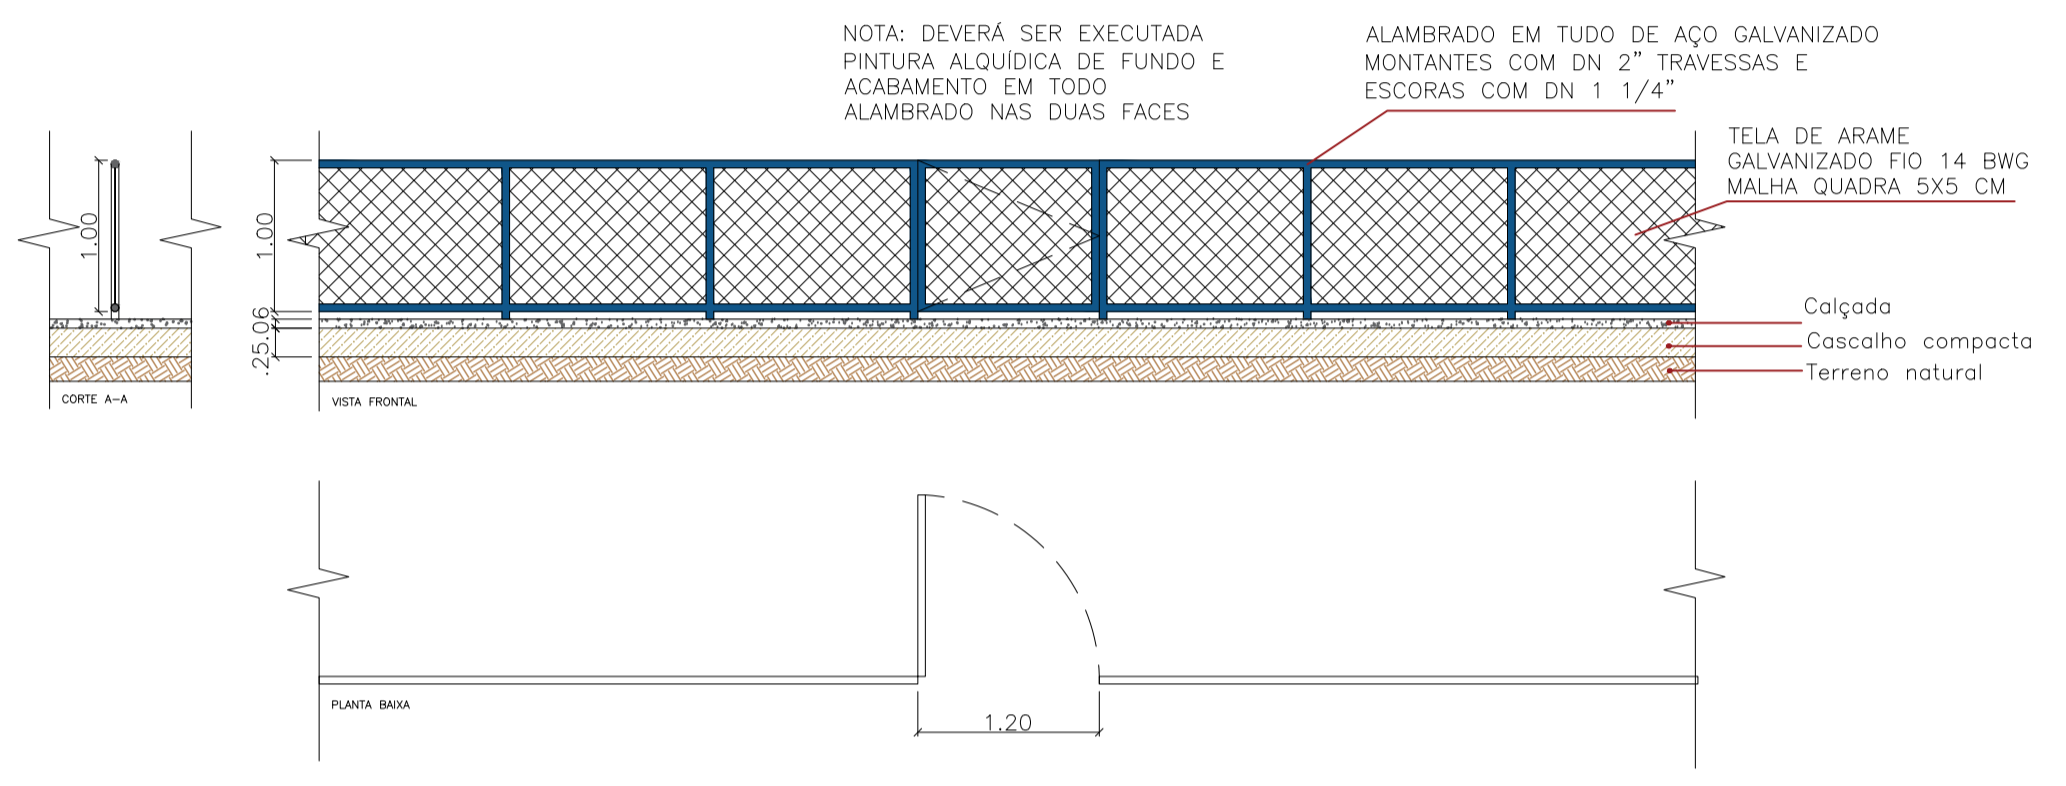 NOTA: DEVERÁ SER EXECUTADA
PINTURA ALQUÍDICA DE FUNDO E
ACABAMENTO EM TODO
ALAMBRADO NAS DUAS FACES
ALAMBRADO EM TUDO DE AÇO GALVANIZADO
MONTANTES COM DN 2” TRAVESSAS E
ESCORAS COM DN 1 1/4”
TELA DE ARAME
GALVANIZADO FIO 14 BWG
MALHA QUADRA 5X5 CM
1.00
1.00
.25
.06
Calçada
Cascalho compacta
Terreno natural
CORTE A-A
VISTA FRONTAL
PLANTA BAIXA
1.20